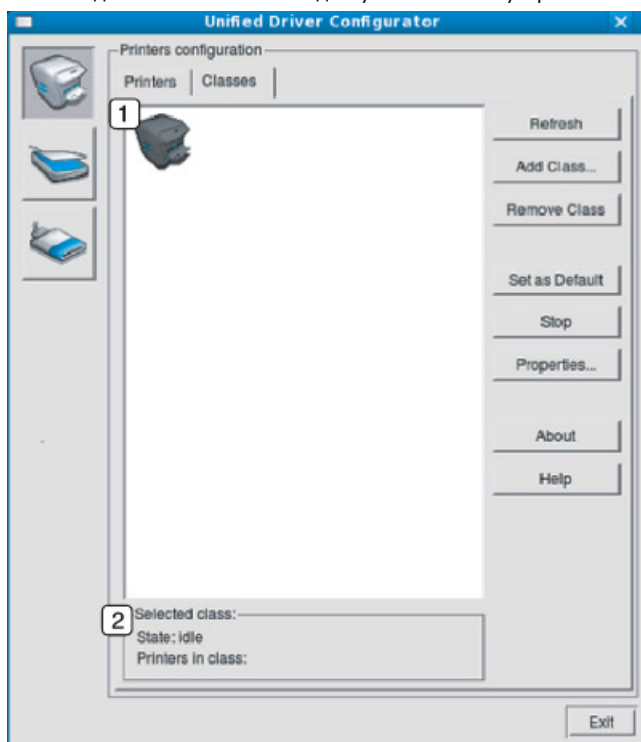 Unified Driver Configurator
Printers configuration
Printers
Classes
1
Refresh
Add Class...
Remove Class
Set as Default
Stop
Properties...
About
Help
2
Selected class:
State: idle
Printers in class:
Exit